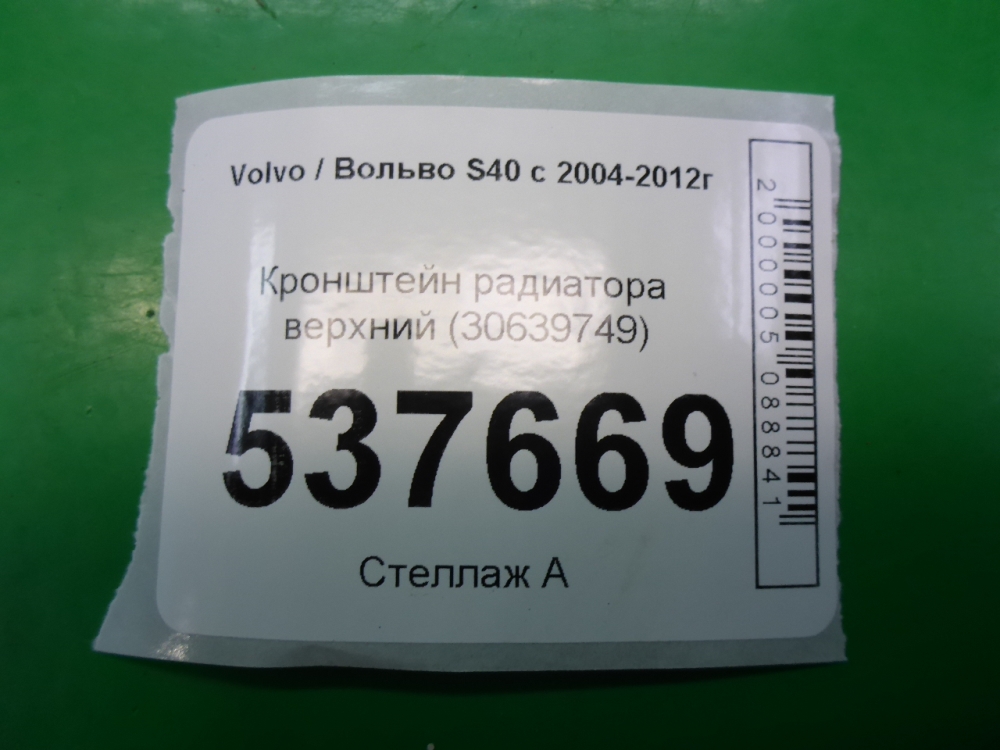 Volvo / Вольво S40 с 2004-2012г
Кронштейн радиатора
верхний (30639749)
537669
Стеллаж А
2000005088841